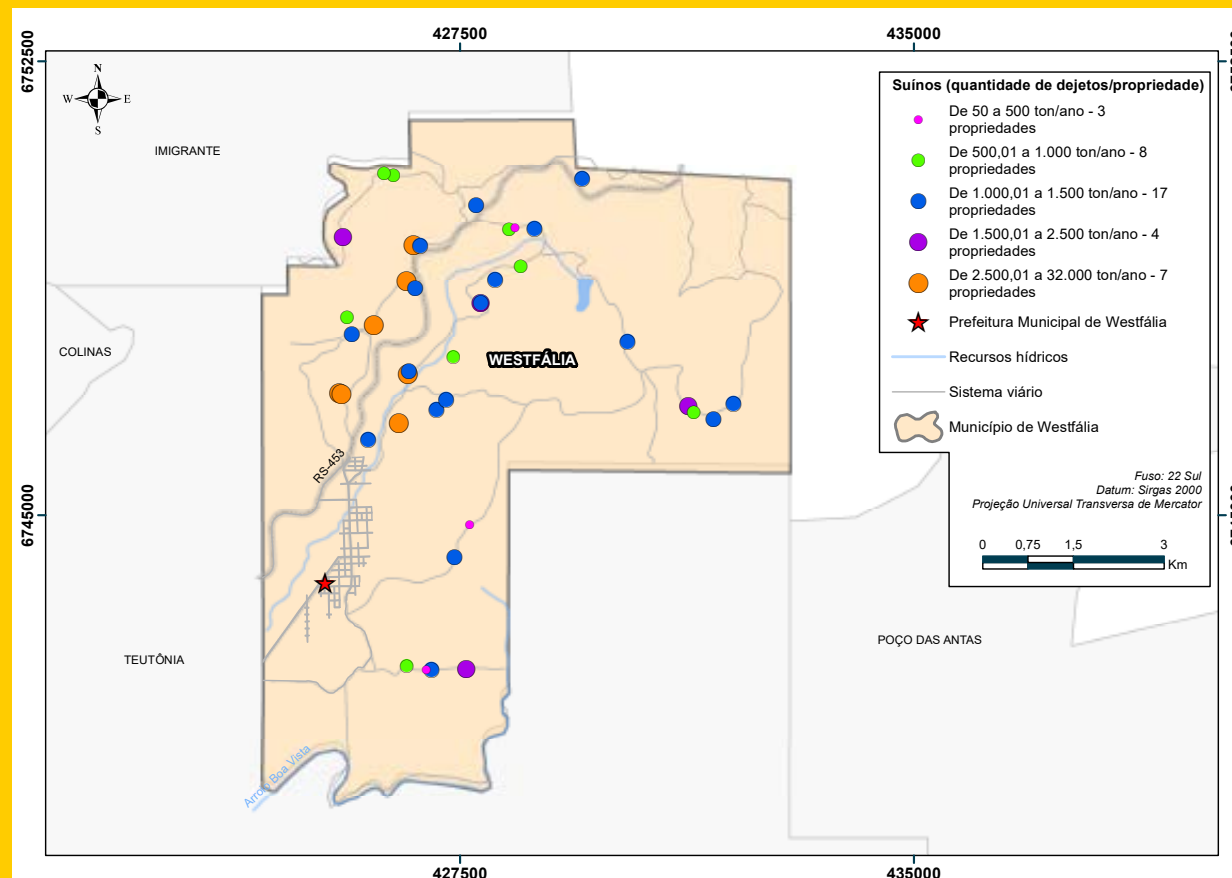 427500
435000
6752500
N
W
E
S
IMIGRANTE
COLINAS
WESTFÁLIA
RS-453
6745000
TEUTÔNIA
POÇO DAS ANTAS
Arroio Boa Vista
Suínos (quantidade de dejetos/propriedade)
De 50 a 500 ton/ano - 3
propriedades
De 500,01 a 1.000 ton/ano - 8
propriedades
De 1.000,01 a 1.500 ton/ano - 17
propriedades
De 1.500,01 a 2.500 ton/ano - 4
propriedades
De 2.500,01 a 32.000 ton/ano - 7
propriedades
Prefeitura Municipal de Westfália
Recursos hídricos
Sistema viário
Município de Westfália
Fuso: 22 Sul
Datum: Sirgas 2000
Projeção Universal Transversa de Mercator
0 0,75 1,5 3
Km
427500
435000